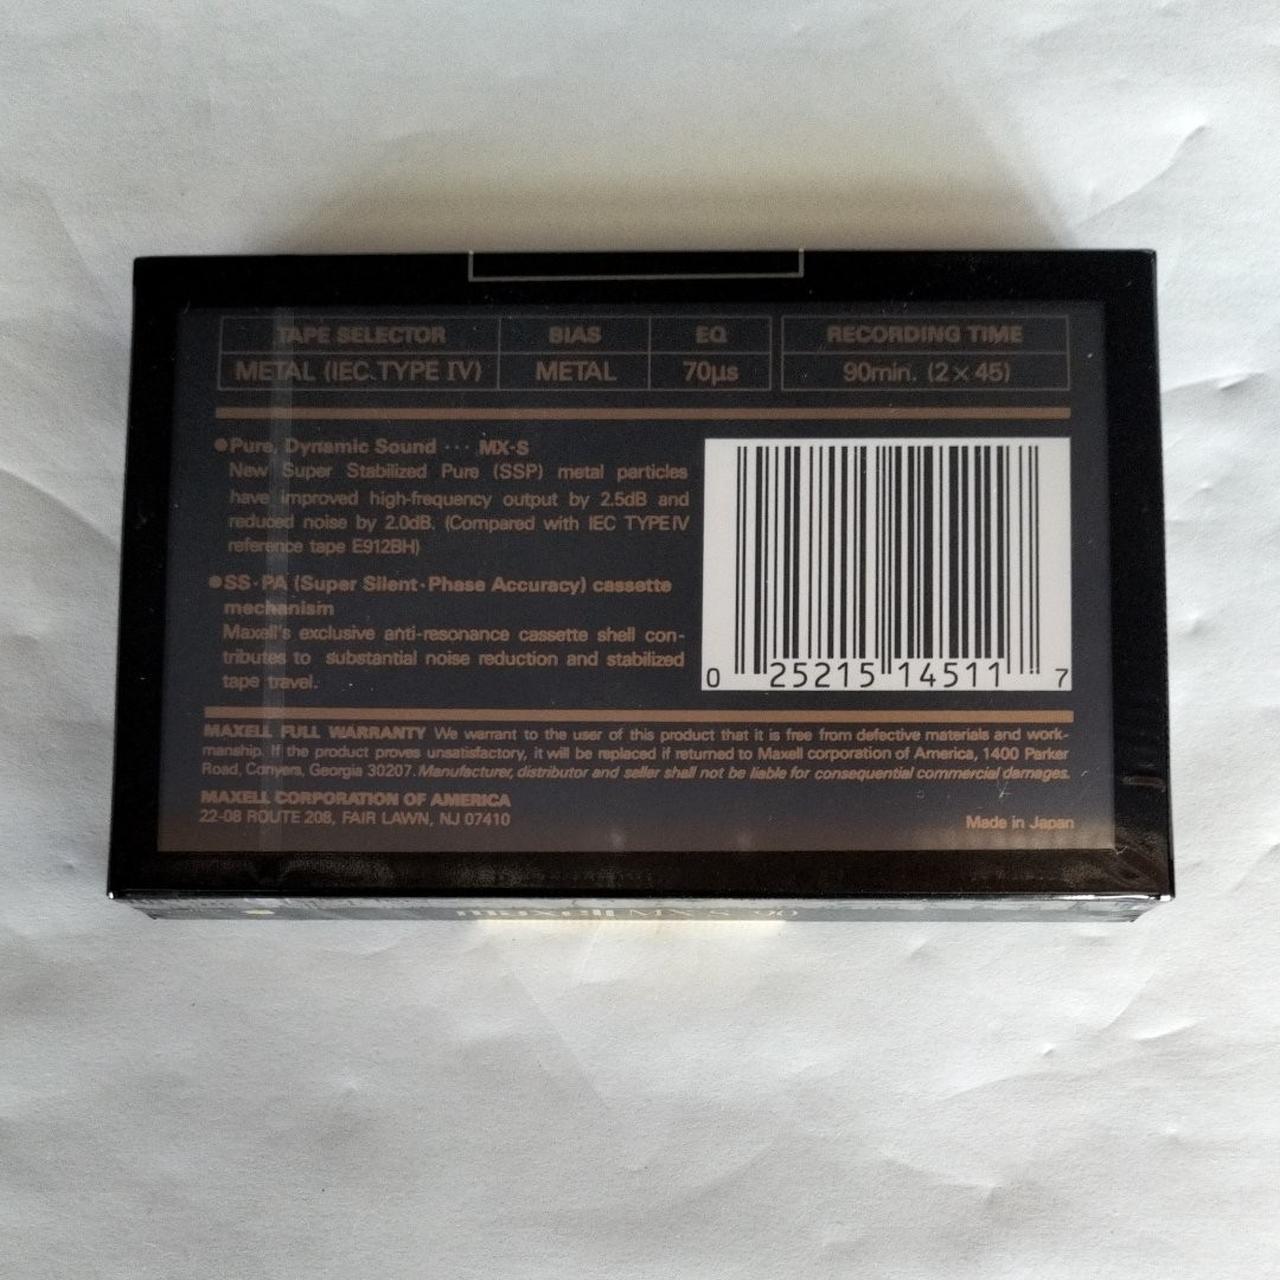 TAPE SELECTOR BIAS EQ RECORDING TIME
METAL (IEC TYPE IV) METAL 70µs 90min. (2×45)
●Pure, Dynamic Sound ··· MX-S
New Super Stabilized Pure (SSP) metal particles
have improved high-frequency output by 2.5dB and
reduced noise by 2.0dB. (Compared with IEC TYPE IV
reference tape E912BH)
●SS·PA (Super Silent·Phase Accuracy) cassette
mechanism
Maxell's exclusive anti-resonance cassette shell con-
tributes to substantial noise reduction and stabilized
tape travel.
0 25215 14511 7
MAXELL FULL WARRANTY We warrant to the user of this product that it is free from defective materials and work-
manship. If the product proves unsatisfactory, it will be replaced if returned to Maxell corporation of America, 1400 Parker
Road, Conyers, Georgia 30207. Manufacturer, distributor and seller shall not be liable for consequential commercial damages.
MAXELL CORPORATION OF AMERICA
22-08 ROUTE 208, FAIR LAWN, NJ 07410
Made in Japan
maxell MX-S 90